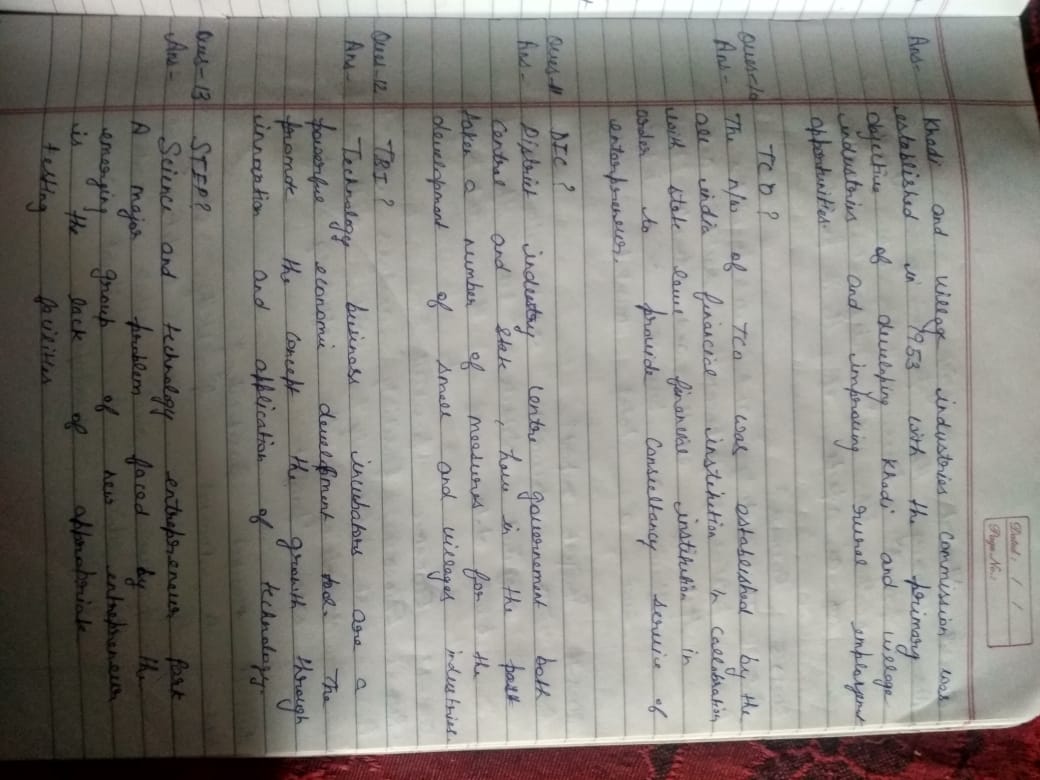 Dated: / /
Page No.:
Ans- Khadi and village industries Commission was
established in 1953 with the primary
objective of developing Khadi and village
industries and improving rural employment
opportunities.
Ques-10 TCO?
Ans- The n/w of TCO was established by the
all india financial institution in callobration
with state level financial institution in
order to provide Consultancy service of
enterpreneur.
Ques-11 DIC?
Ans- District industry centre government both
Central and state, have in the past
taken a number of measures for the
development of small and villages industries.
Ques-12 TBI?
Ans- Technology business incubators are a
powerful economic development tool. The
promote the concept the growth through
innovation and application of technology.
Ques-13 STEP?
Ans- Science and technology entrepreneur Park
A major problem faced by the
emerging group of new entrepreneur
is the lack of appropriate
testing facilities